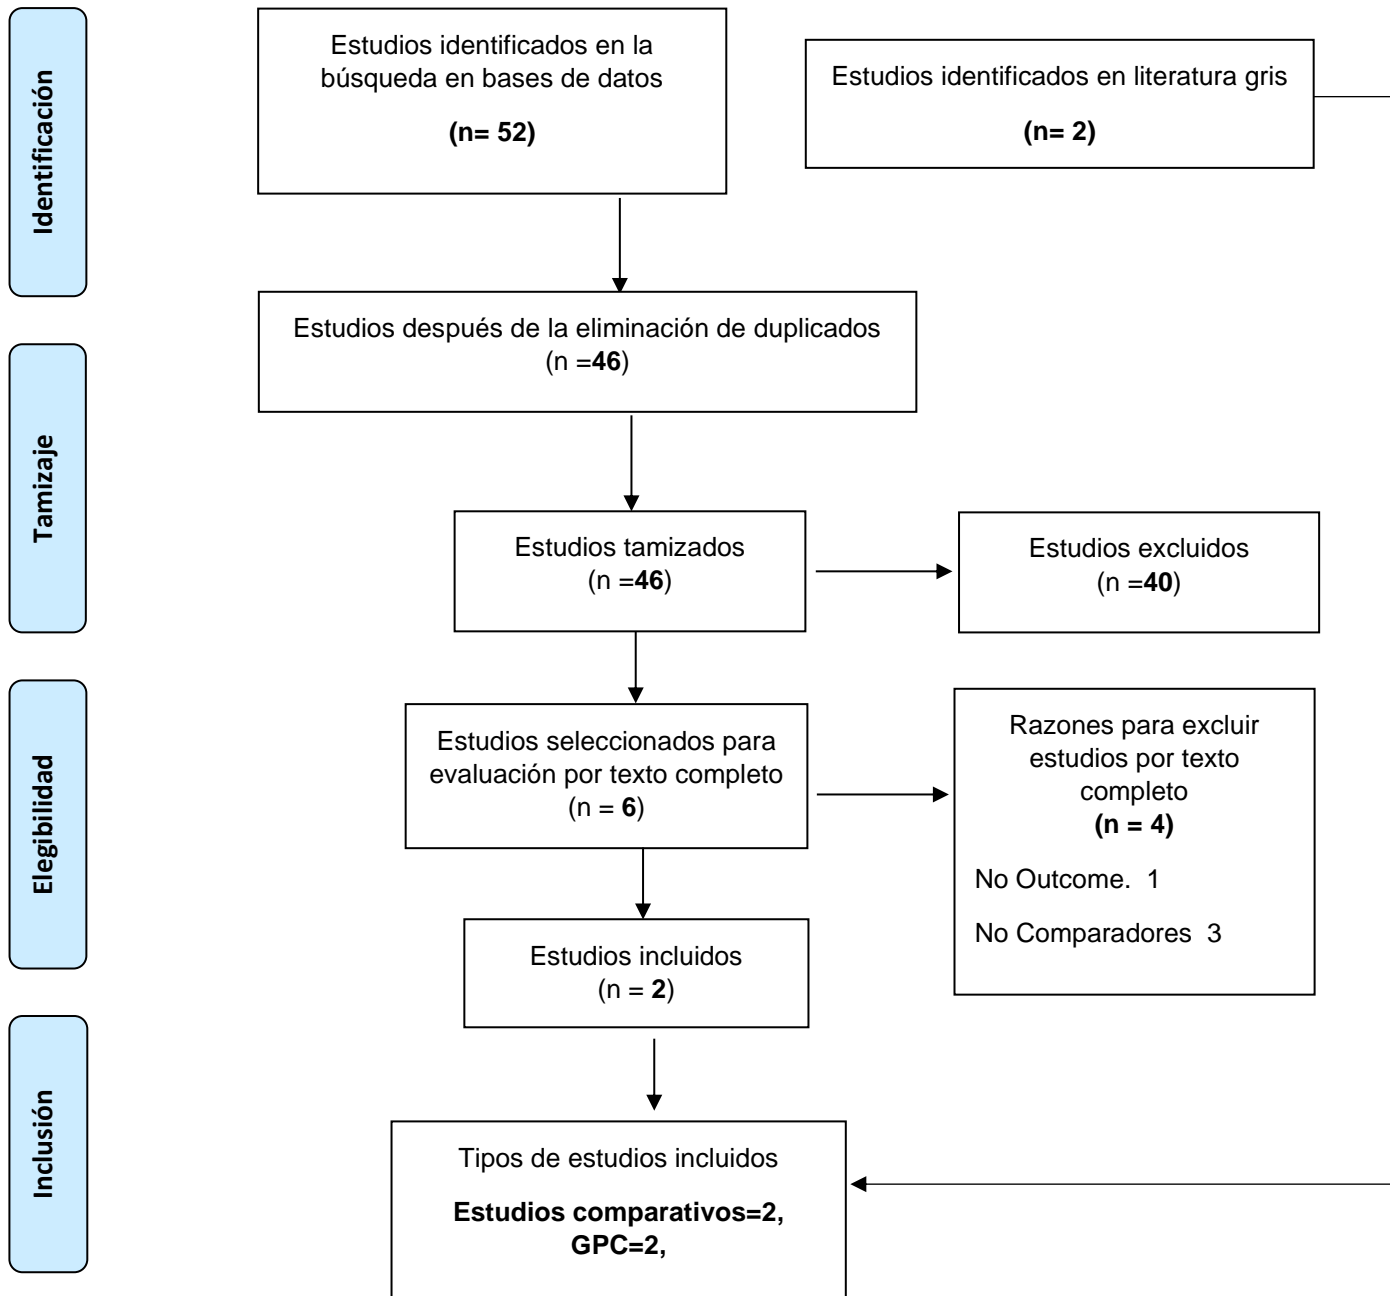 Identificación
Estudios identificados en la
búsqueda en bases de datos
(n= 52)
Estudios identificados en literatura gris
(n= 2)
Estudios después de la eliminación de duplicados
(n =46)
Tamizaje
Estudios tamizados
(n =46)
Estudios excluidos
(n =40)
Elegibilidad
Estudios seleccionados para
evaluación por texto completo
(n = 6)
Razones para excluir
estudios por texto
completo
(n = 4)
No Outcome.  1
No Comparadores  3
Estudios incluidos
(n = 2)
Inclusión
Tipos de estudios incluidos
Estudios comparativos=2,
GPC=2,